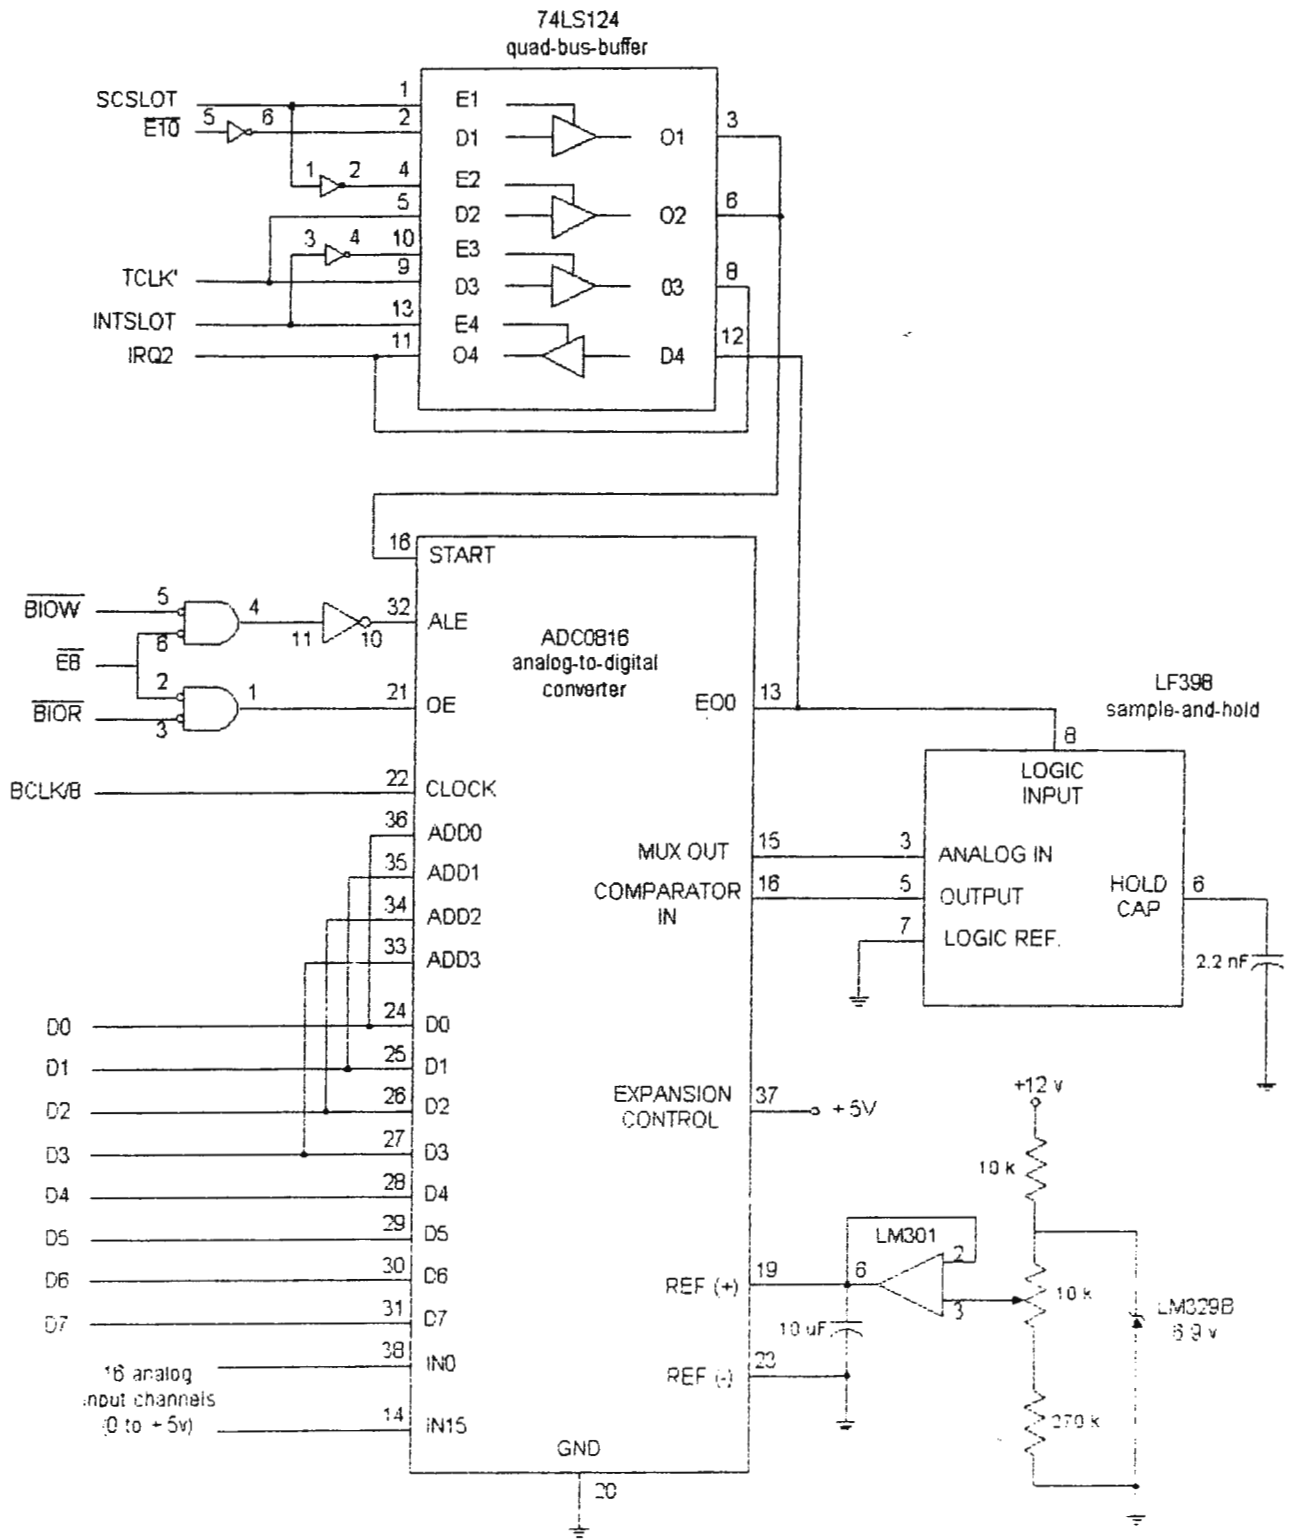 74LS124
quad-bus-buffer
SCSLOT 1 E1
E10 5 6 2 D1 O1 3
1 2 4 E2
5 D2 O2 6
3 4 10 E3
TCLK' 9 D3 03 8
INTSLOT 13 E4
IRQ2 11 O4 D4 12
16 START
BIOW 5 4 11 10 32 ALE
6
E8
2 1 21 OE
BIOR 3
ADC0816
analog-to-digital
converter
EO0 13
LF398
sample-and-hold
8
LOGIC
INPUT
BCLK/8 22 CLOCK
36 ADD0
35 ADD1
34 ADD2
33 ADD3
MUX OUT 15 3 ANALOG IN
COMPARATOR
IN 16 5 OUTPUT
7 LOGIC REF.
HOLD
CAP 6
2.2 nF
D0 24 D0
D1 25 D1
D2 26 D2
D3 27 D3
D4 28 D4
D5 29 D5
D6 30 D6
D7 31 D7
EXPANSION
CONTROL 37 +5V
+12 v
10 k
LM301
REF (+) 19 6 2
3
10 k
LM329B
6.9 v
10 uF
REF (-) 23
270 k
16 analog
input channels
(0 to +5v)
38 IN0
14 IN15
GND
20